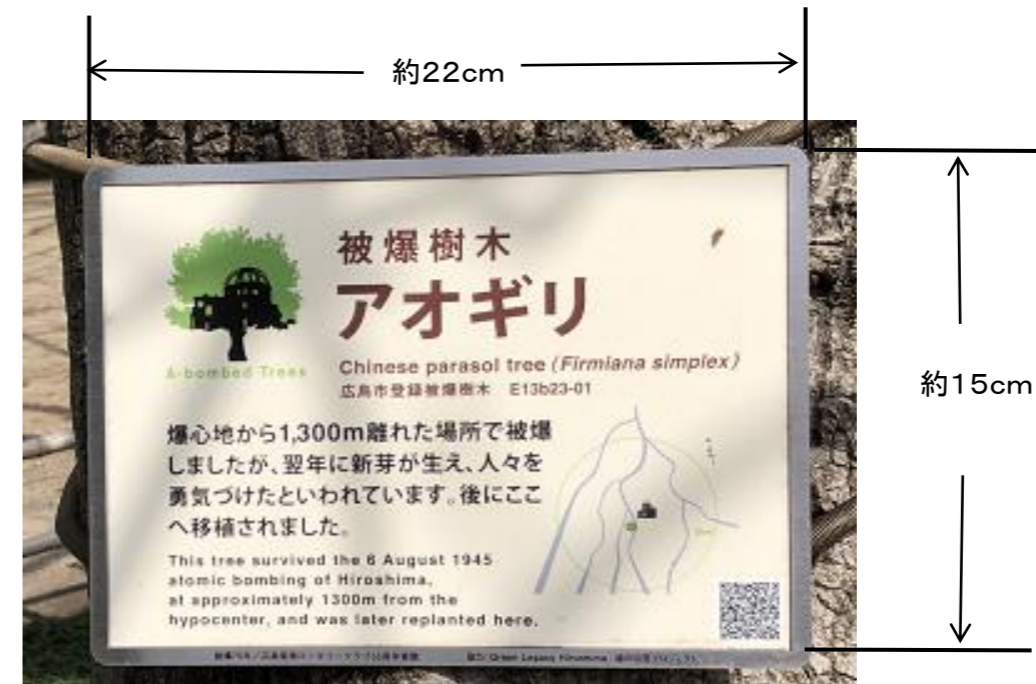 約22cm
約15cm
被爆樹木
アオギリ
A-bombed Trees
Chinese parasol tree (Firmiana simplex)
広島市登録被爆樹木 E13b23-01
爆心地から1,300m離れた場所で被爆
しましたが、翌年に新芽が生え、人々を
勇気づけたといわれています。後にここ
へ移植されました。
This tree survived the 6 August 1945
atomic bombing of Hiroshima,
at approximately 1300m from the
hypocenter, and was later replanted here.
Green Legacy Hiroshima